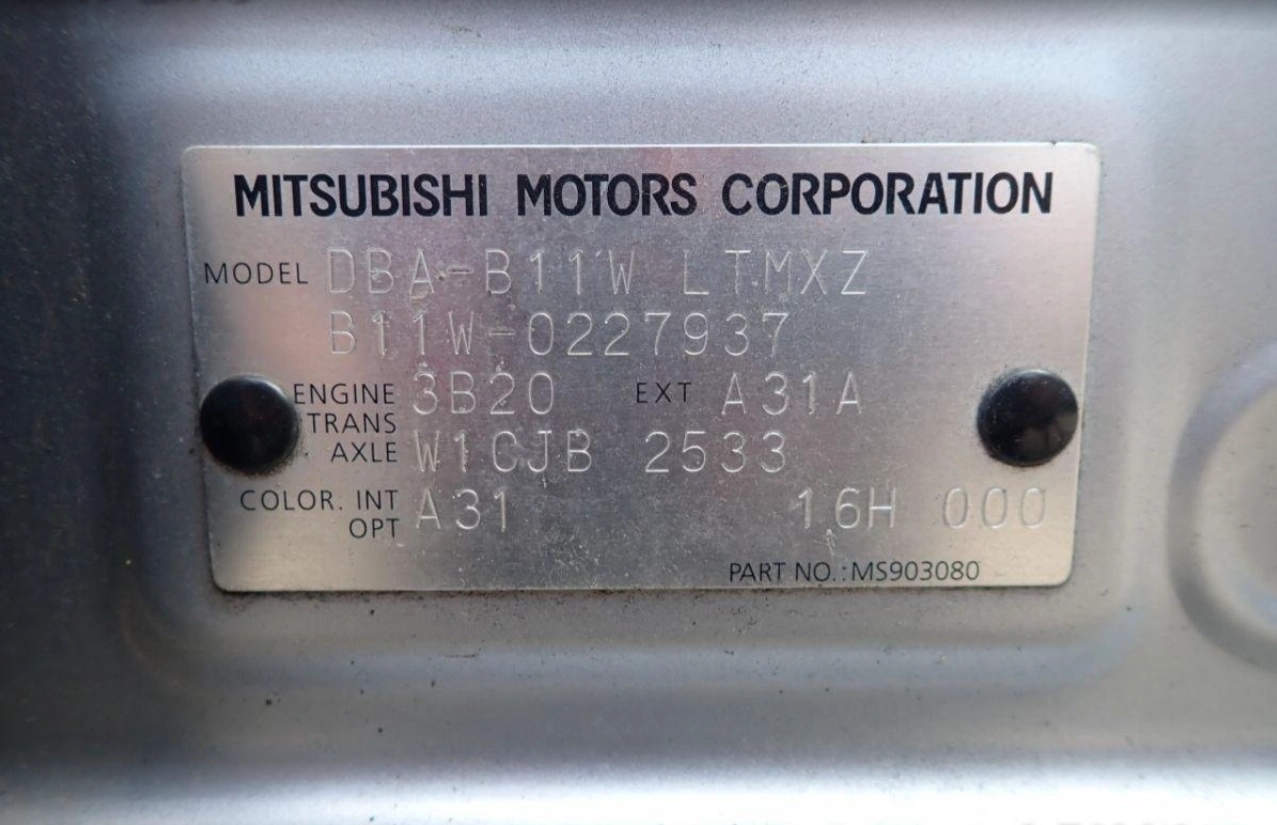 MITSUBISHI MOTORS CORPORATION
MODEL DBA-B11W LTMXZ
B11W-0227937
ENGINE 3B20 EXT A31A
TRANS
AXLE W1CJB 2533
COLOR. INT A31 16H 000
OPT
PART NO.:MS903080